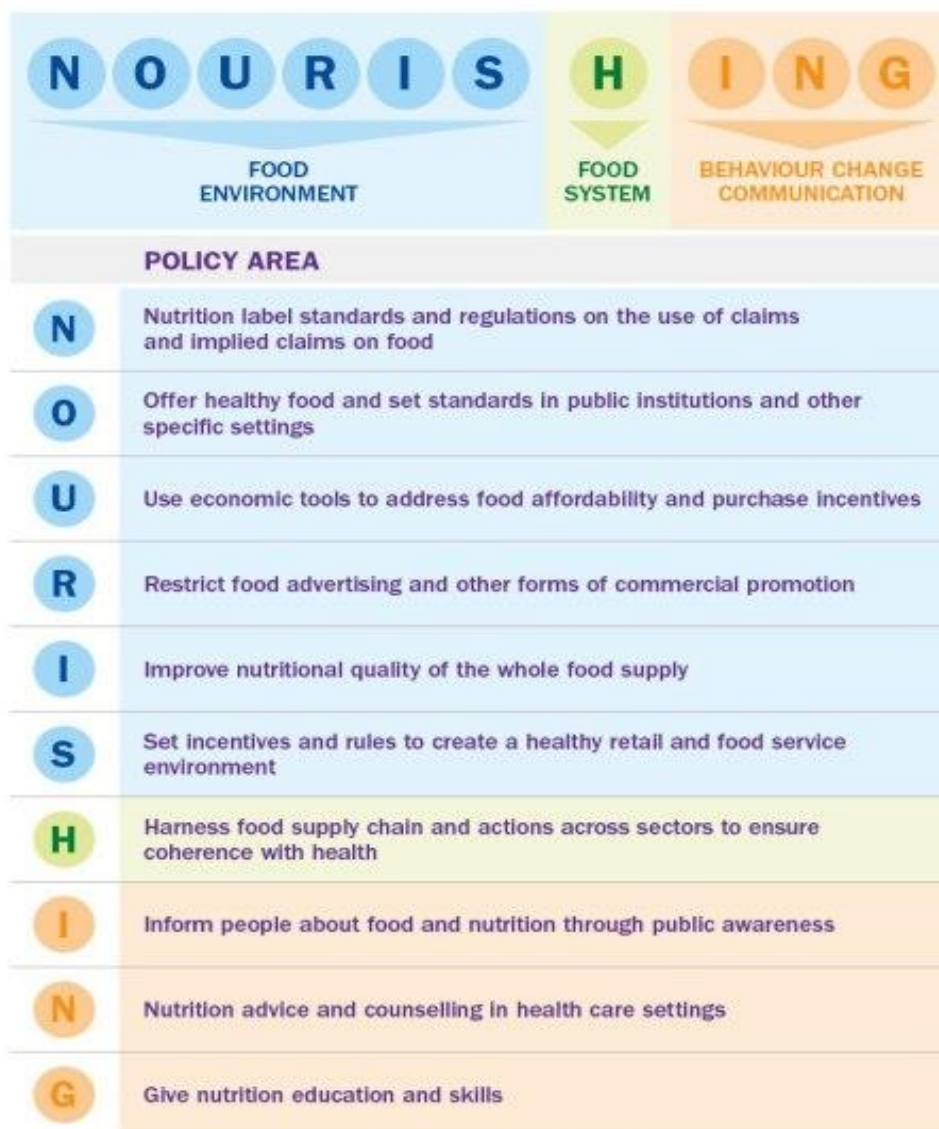 N O U R I S H I N G
FOOD
ENVIRONMENT
FOOD
SYSTEM
BEHAVIOUR CHANGE
COMMUNICATION
POLICY AREA
N
Nutrition label standards and regulations on the use of claims
and implied claims on food
O
Offer healthy food and set standards in public institutions and other
specific settings
U
Use economic tools to address food affordability and purchase incentives
R
Restrict food advertising and other forms of commercial promotion
I
Improve nutritional quality of the whole food supply
S
Set incentives and rules to create a healthy retail and food service
environment
H
Harness food supply chain and actions across sectors to ensure
coherence with health
I
Inform people about food and nutrition through public awareness
N
Nutrition advice and counselling in health care settings
G
Give nutrition education and skills